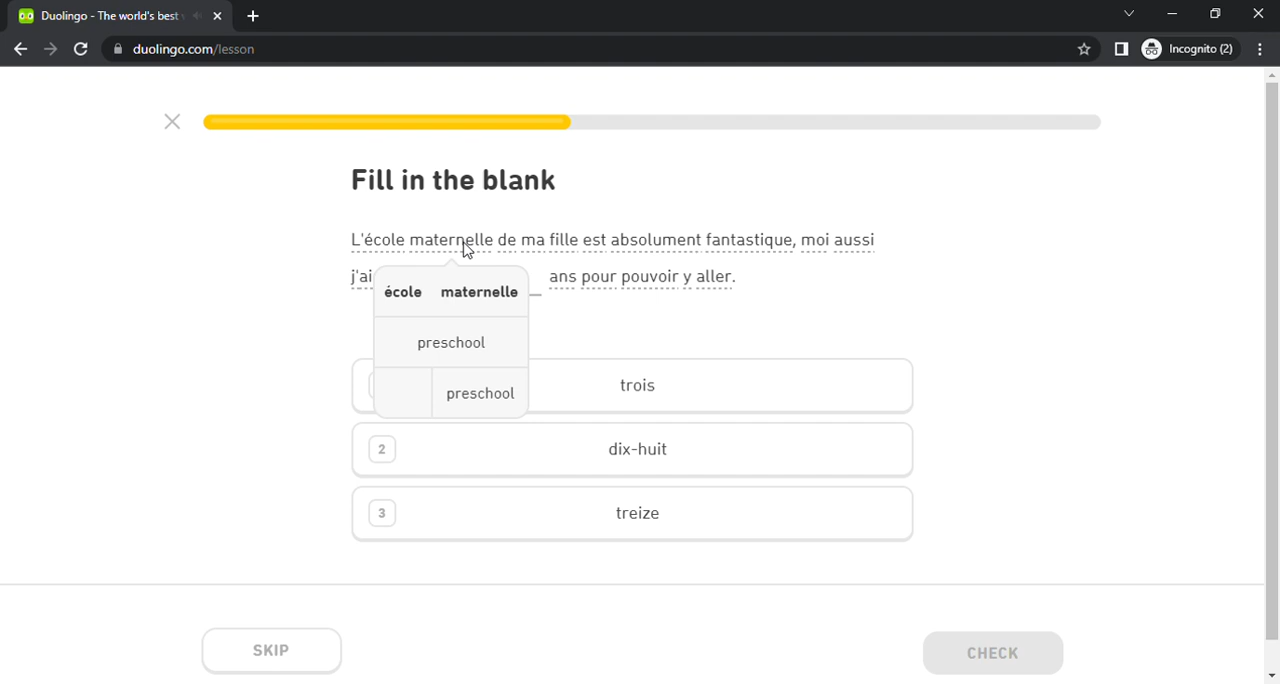 Duolingo - The world's best
duolingo.com/lesson
Incognito (2)
Fill in the blank
L'école maternelle de ma fille est absolument fantastique, moi aussi
j'ai ans pour pouvoir y aller.
école maternelle
preschool
preschool
trois
2 dix-huit
3 treize
SKIP
CHECK